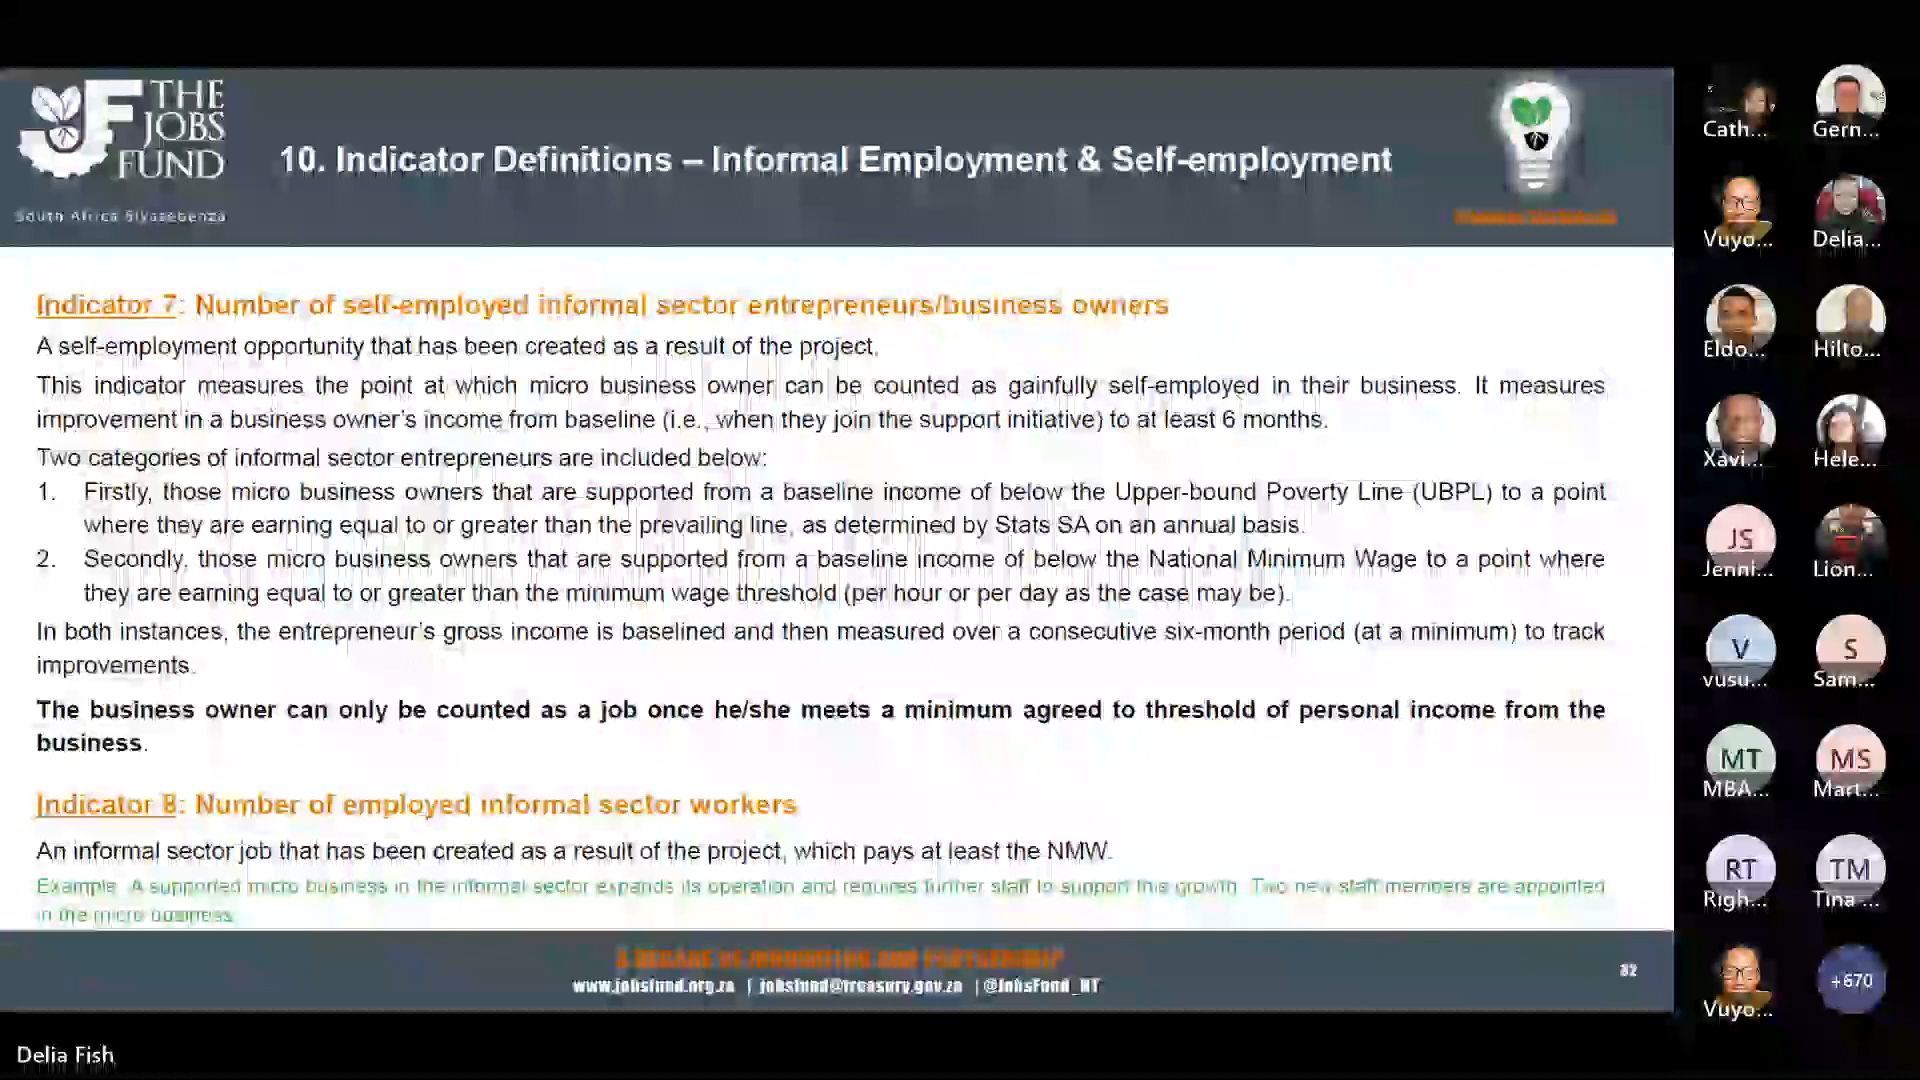 THE
JOBS
FUND
South Africa Siyasebenza
10. Indicator Definitions – Informal Employment & Self-employment
Indicator 7: Number of self-employed informal sector entrepreneurs/business owners
A self-employment opportunity that has been created as a result of the project.
This indicator measures the point at which micro business owner can be counted as gainfully self-employed in their business. It measures
improvement in a business owner's income from baseline (i.e., when they join the support initiative) to at least 6 months.
Two categories of informal sector entrepreneurs are included below:
1. Firstly, those micro business owners that are supported from a baseline income of below the Upper-bound Poverty Line (UBPL) to a point
where they are earning equal to or greater than the prevailing line, as determined by Stats SA on an annual basis.
2. Secondly, those micro business owners that are supported from a baseline income of below the National Minimum Wage to a point where
they are earning equal to or greater than the minimum wage threshold (per hour or per day as the case may be).
In both instances, the entrepreneur's gross income is baselined and then measured over a consecutive six-month period (at a minimum) to track
improvements.
The business owner can only be counted as a job once he/she meets a minimum agreed to threshold of personal income from the
business.
Indicator 8: Number of employed informal sector workers
An informal sector job that has been created as a result of the project, which pays at least the NMW.
Example: A supported micro business in the informal sector expands its operation and requires further staff to support this growth. Two new staff members are appointed
in the micro business.
A DECADE OF INNOVATION AND PARTNERSHIP
www.jobsfund.org.za | jobsfund@treasury.gov.za | @JobsFund_NT
32
Cath... Gern...
Vuyo... Delia...
Eldo... Hilto...
Xavi... Hele...
JS
Jenni... Lion...
V S
vusu... Sam...
MT MS
MBA... Mart...
RT TM
Righ... Tina ...
+670
Vuyo...
Delia Fish